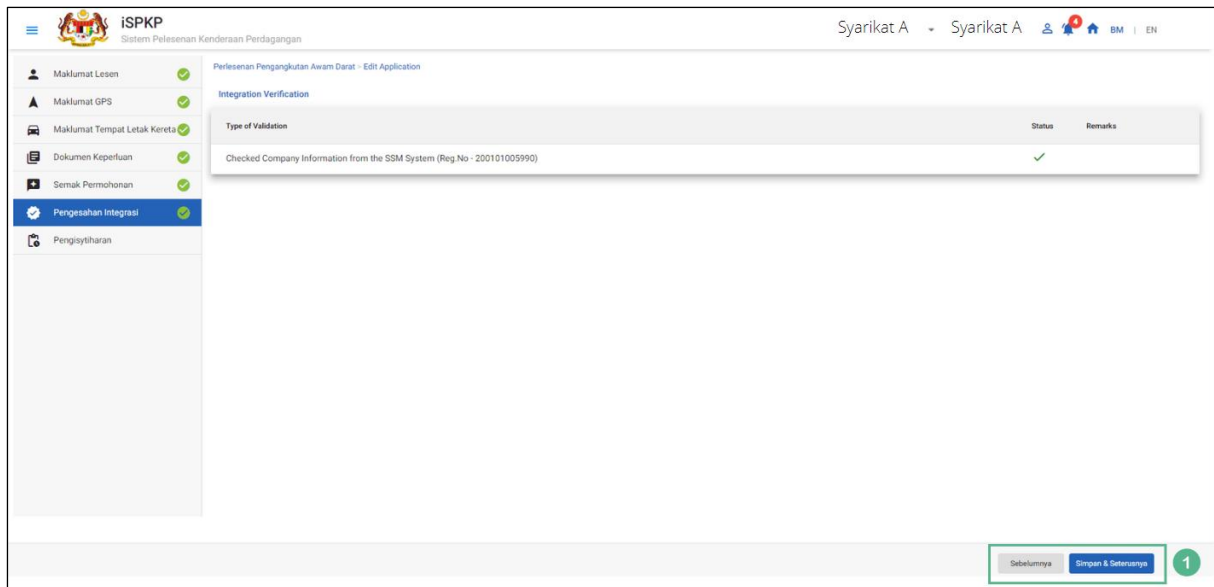 iSPKP
Sistem Pelesenan Kenderaan Perdagangan
Syarikat A Syarikat A 4 BM | EN
Maklumat Lesen
Maklumat GPS
Maklumat Tempat Letak Kereta
Dokumen Keperluan
Semak Permohonan
Pengesahan Integrasi
Pengisytiharan
Perlesenan Pengangkutan Awam Darat - Edit Application
Integration Verification
Type of Validation Status Remarks
Checked Company Information from the SSM System (Reg.No - 200101005990)
Sebelumnya Simpan & Seterusnya 1